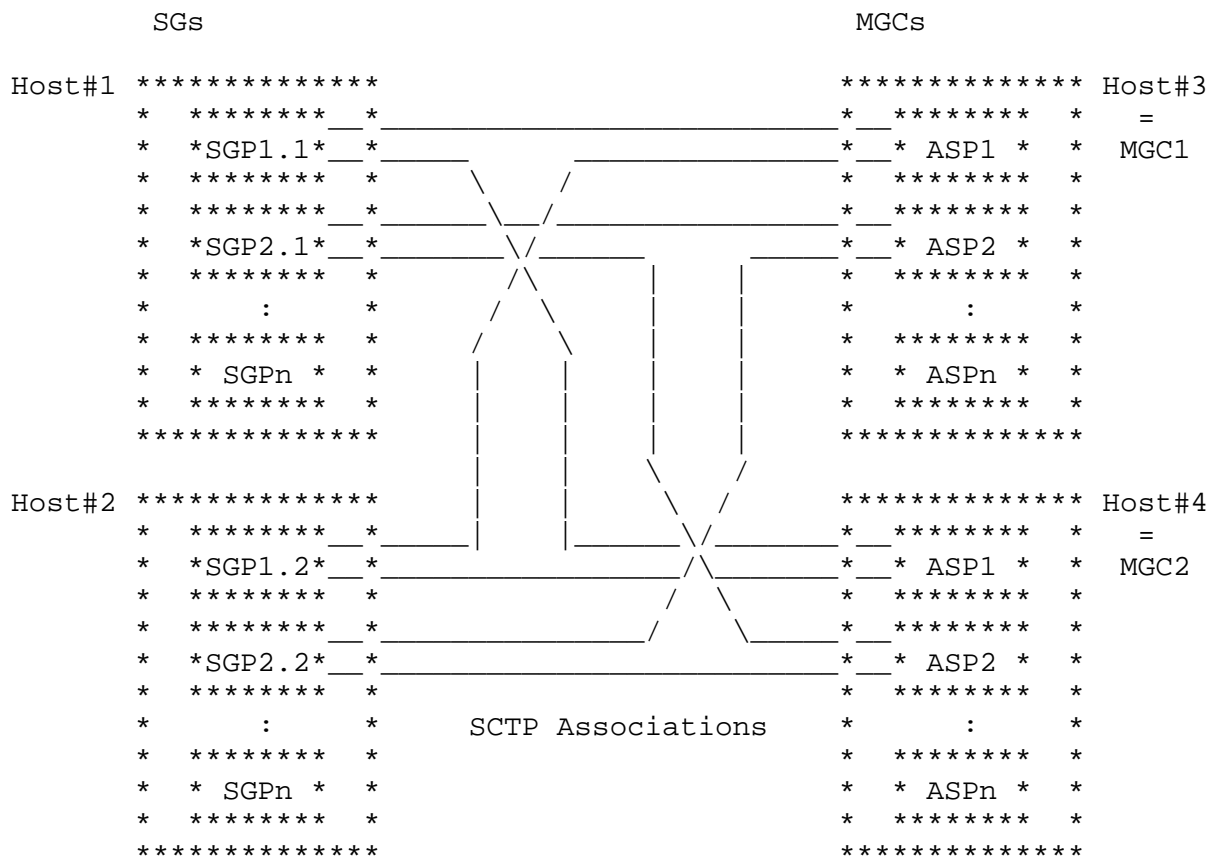 SGs MGCs
Host#1 Host#3
=
*SGP1.1* * ASP1 * MGC1
*SGP2.1* * ASP2 *
: :
* SGPn * * ASPn *
Host#2 Host#4
=
*SGP1.2* * ASP1 * MGC2
*SGP2.2* * ASP2 *
: SCTP Associations :
* SGPn * * ASPn *